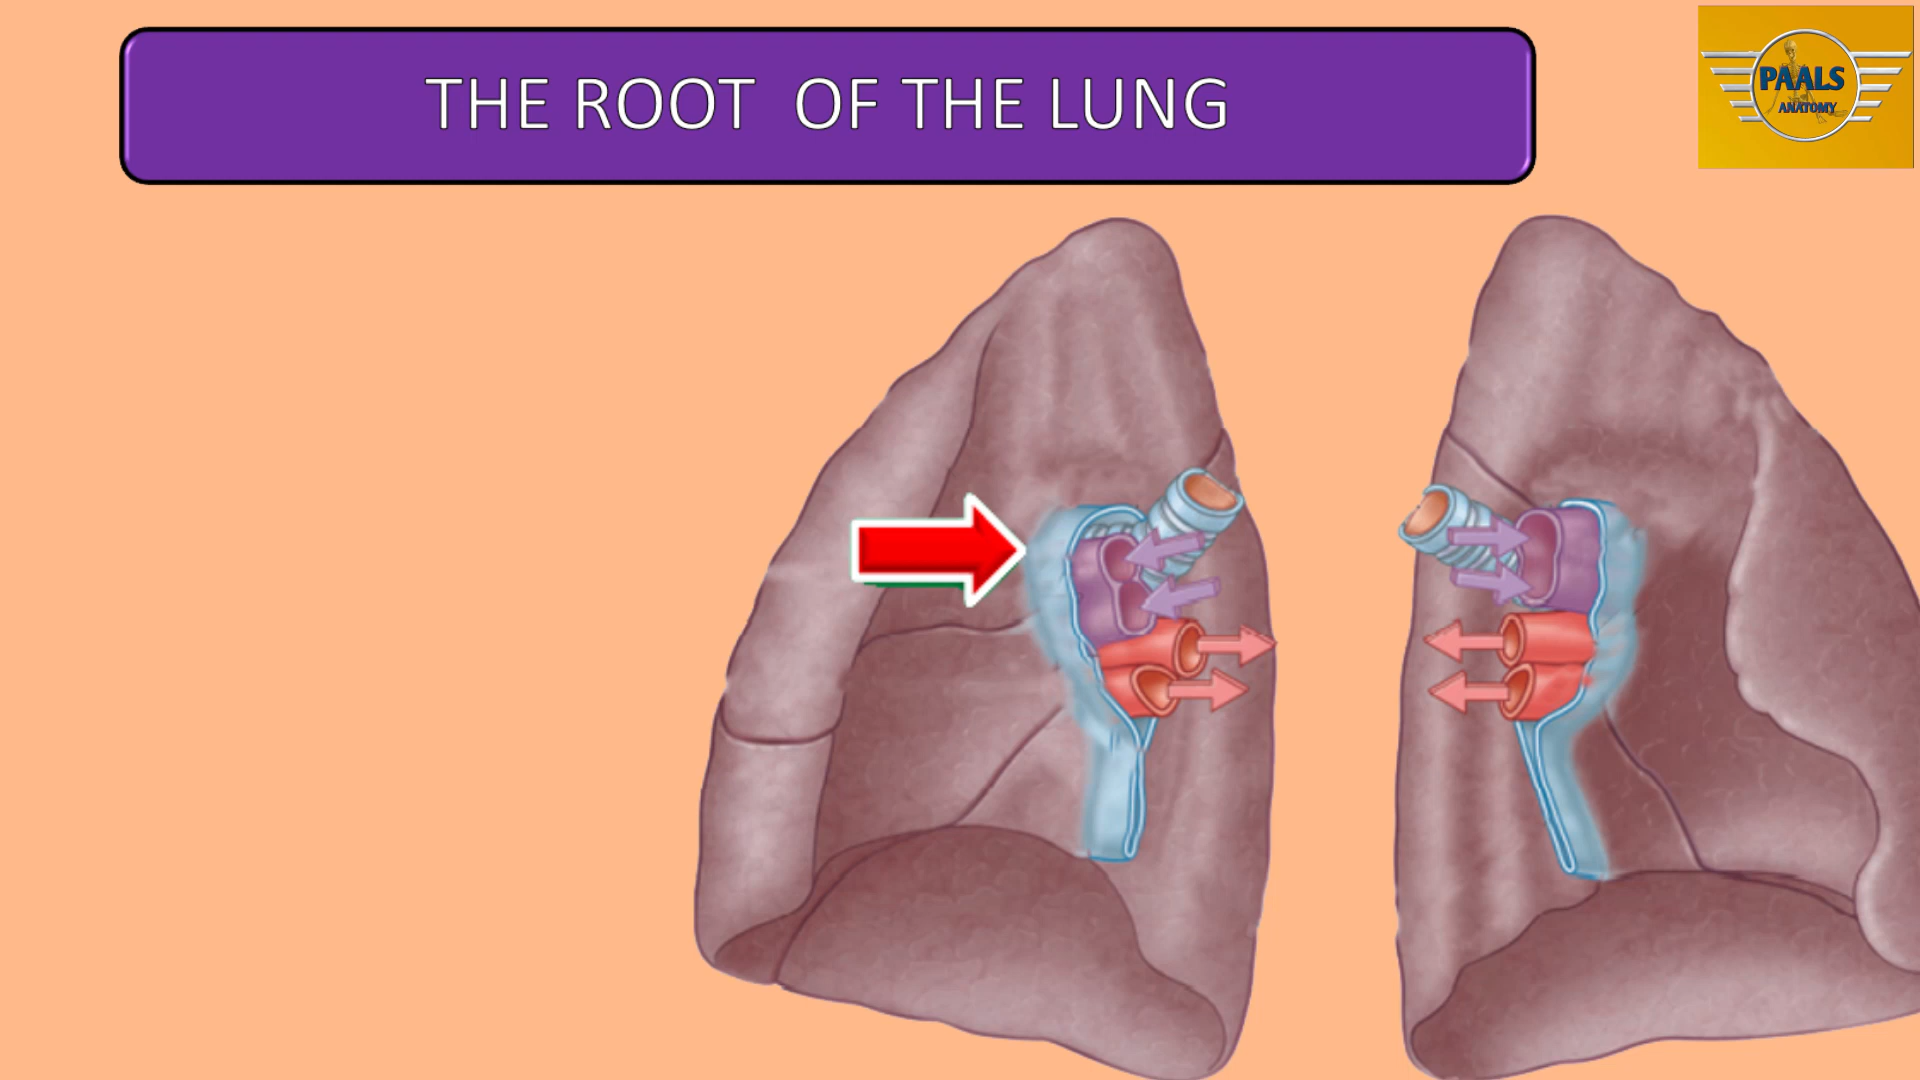 THE ROOT  OF THE LUNG
PAALS
ANATOMY